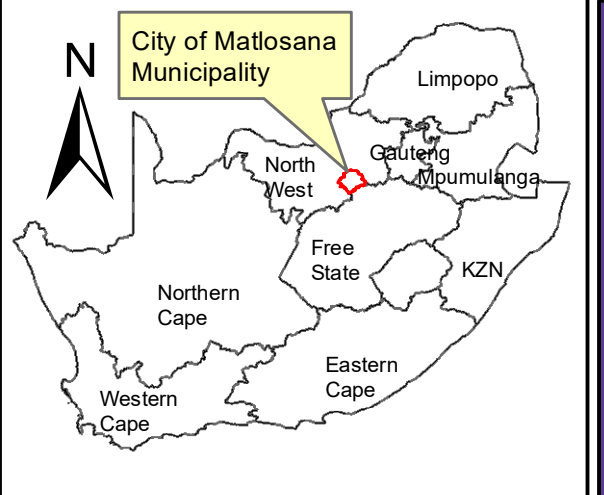 City of Matlosana
Municipality
N
Limpopo
Gauteng
North
West
Mpumulanga
Free
State
KZN
Northern
Cape
Eastern
Cape
Western
Cape